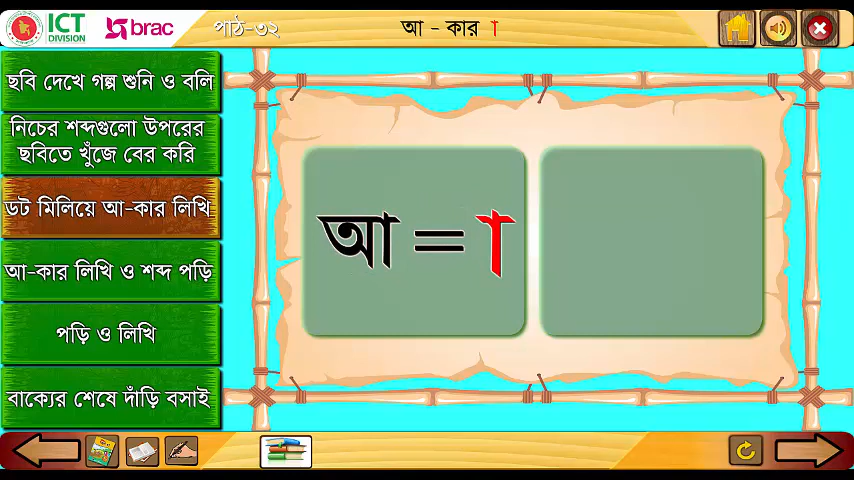 ICT
DIVISION
brac
পাঠ-৩২
আ - কার া
ছবি দেখে গল্প শুনি ও বলি
নিচের শব্দগুলো উপরের
ছবিতে খুঁজে বের করি
ডট মিলিয়ে আ-কার লিখি
আ-কার লিখি ও শব্দ পড়ি
পড়ি ও লিখি
বাক্যের শেষে দাঁড়ি বসাই
আ = া